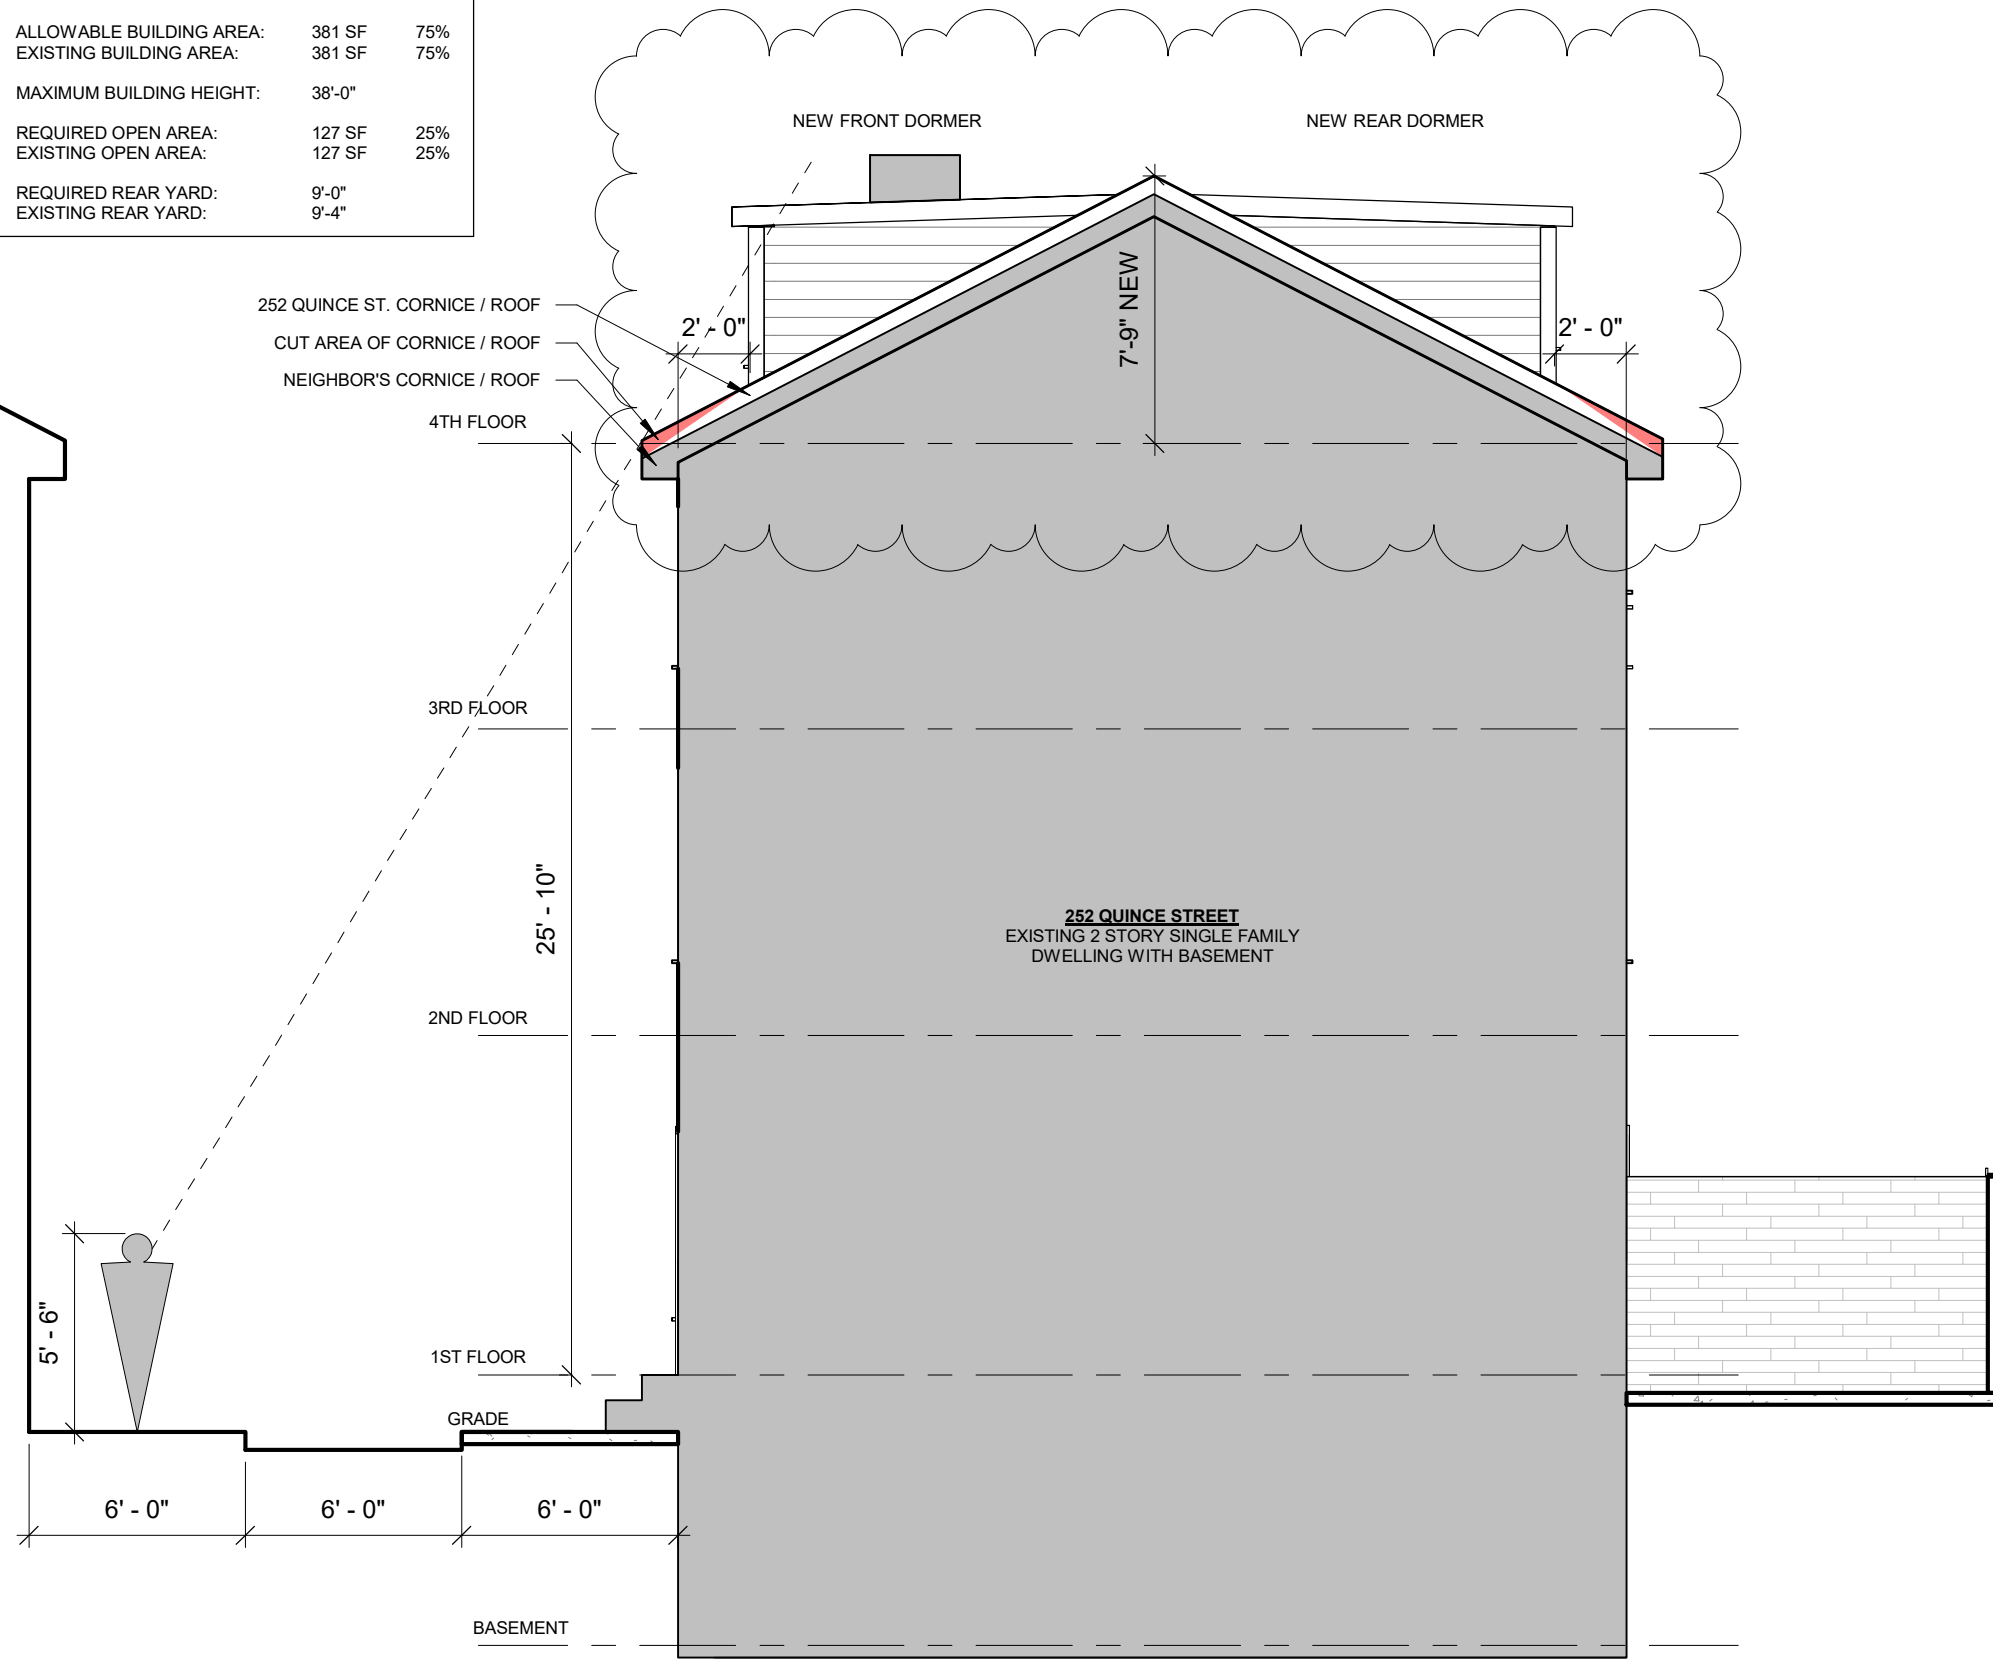 ALLOWABLE BUILDING AREA: 381 SF 75%
EXISTING BUILDING AREA: 381 SF 75%
MAXIMUM BUILDING HEIGHT: 38'-0"
REQUIRED OPEN AREA: 127 SF 25%
EXISTING OPEN AREA: 127 SF 25%
REQUIRED REAR YARD: 9'-0"
EXISTING REAR YARD: 9'-4"
NEW FRONT DORMER
NEW REAR DORMER
252 QUINCE ST. CORNICE / ROOF
CUT AREA OF CORNICE / ROOF
NEIGHBOR'S CORNICE / ROOF
2' - 0"
7'-9" NEW
2' - 0"
4TH FLOOR
3RD FLOOR
25' - 10"
252 QUINCE STREET
EXISTING 2 STORY SINGLE FAMILY
DWELLING WITH BASEMENT
2ND FLOOR
5' - 6"
1ST FLOOR
GRADE
6' - 0"
6' - 0"
6' - 0"
BASEMENT